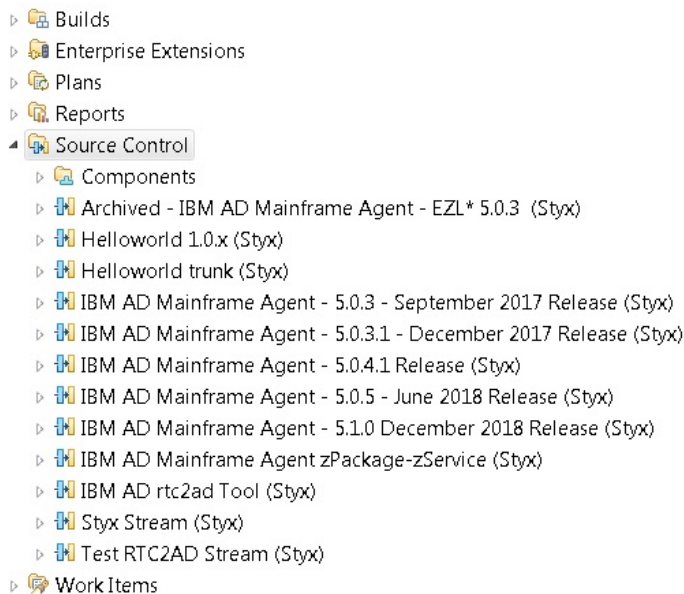 Builds
Enterprise Extensions
Plans
Reports
Source Control
Components
Archived - IBM AD Mainframe Agent - EZL* 5.0.3 (Styx)
Helloworld 1.0.x (Styx)
Helloworld trunk (Styx)
IBM AD Mainframe Agent - 5.0.3 - September 2017 Release (Styx)
IBM AD Mainframe Agent - 5.0.3.1 - December 2017 Release (Styx)
IBM AD Mainframe Agent - 5.0.4.1 Release (Styx)
IBM AD Mainframe Agent - 5.0.5 - June 2018 Release (Styx)
IBM AD Mainframe Agent - 5.1.0 December 2018 Release (Styx)
IBM AD Mainframe Agent zPackage-zService (Styx)
IBM AD rtc2ad Tool (Styx)
Styx Stream (Styx)
Test RTC2AD Stream (Styx)
Work Items